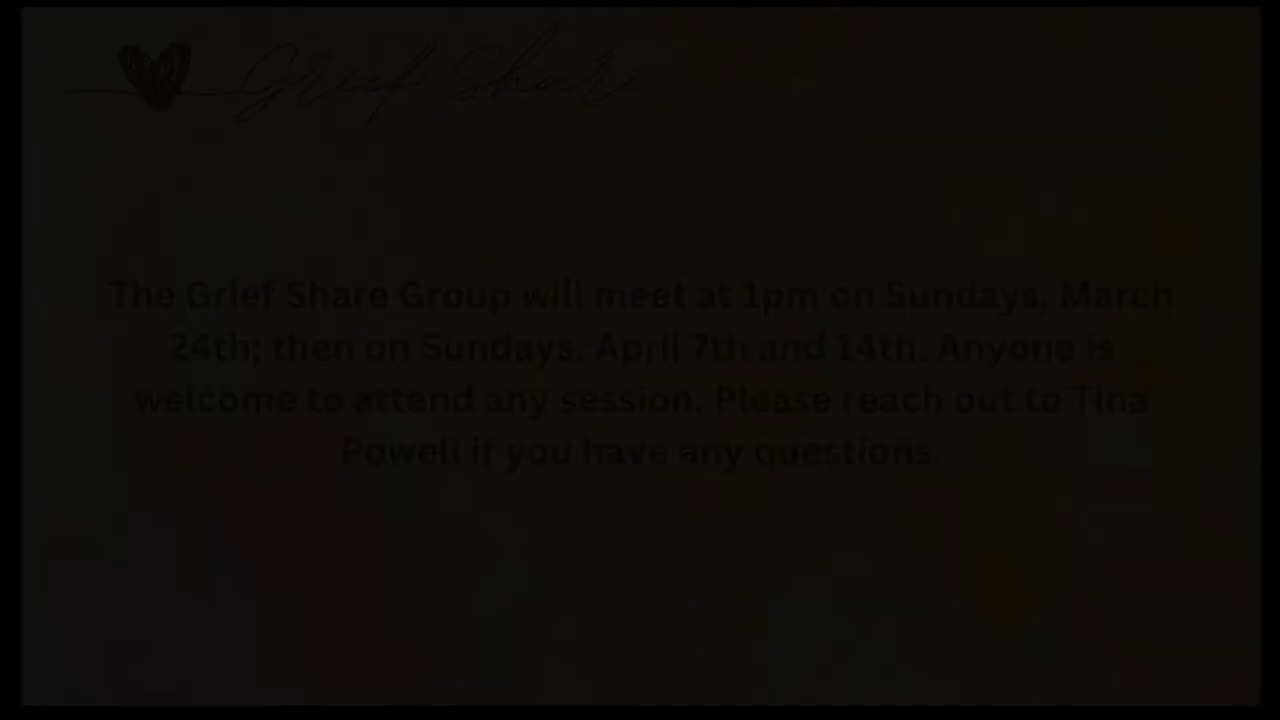 Grief Share
The Grief Share Group will meet at 1pm on Sundays, March
24th; then on Sundays, April 7th and 14th. Anyone is
welcome to attend any session. Please reach out to Tina
Powell if you have any questions.